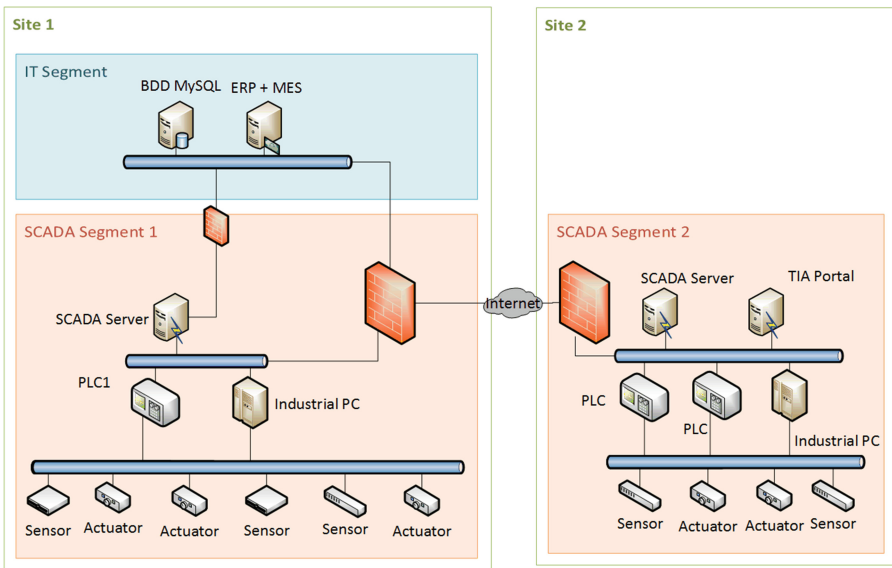 Site 1
IT Segment
BDD MySQL
ERP + MES
SCADA Segment 1
SCADA Server
PLC1
Industrial PC
Sensor
Actuator
Actuator
Sensor
Sensor
Actuator
Internet
Site 2
SCADA Segment 2
SCADA Server
TIA Portal
PLC
PLC
Industrial PC
Sensor
Actuator
Actuator
Sensor